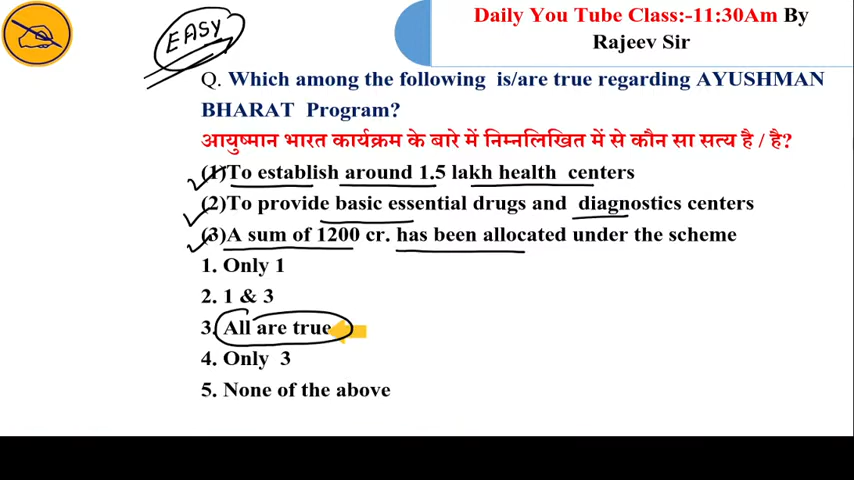 EASY
Daily You Tube Class:-11:30Am By
Rajeev Sir
Q. Which among the following is/are true regarding AYUSHMAN
BHARAT Program?
आयुष्मान भारत कार्यक्रम के बारे में निम्नलिखित में से कौन सा सत्य है / है?
(1)To establish around 1.5 lakh health centers
(2)To provide basic essential drugs and diagnostics centers
(3)A sum of 1200 cr. has been allocated under the scheme
1. Only 1
2. 1 & 3
3. All are true
4. Only 3
5. None of the above